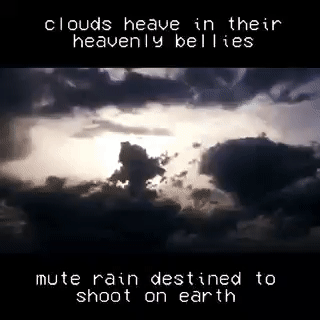 clouds heave in their
heavenly bellies
mute rain destined to
shoot on earth